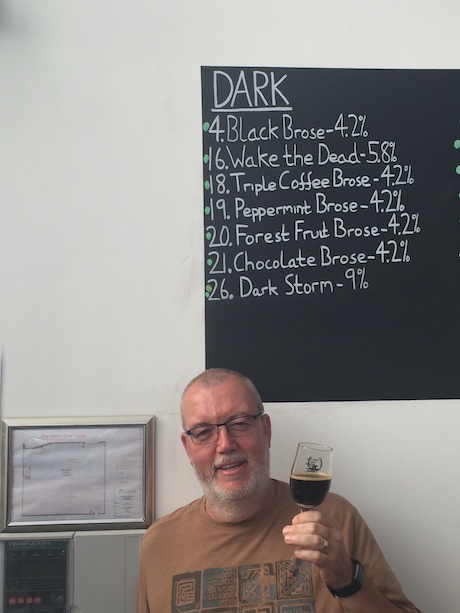 DARK
4. Black Brose - 4.2%
16. Wake the Dead - 5.8%
18. Triple Coffee Brose - 4.2%
19. Peppermint Brose - 4.2%
20. Forest Fruit Brose - 4.2%
21. Chocolate Brose - 4.2%
26. Dark Storm - 9%